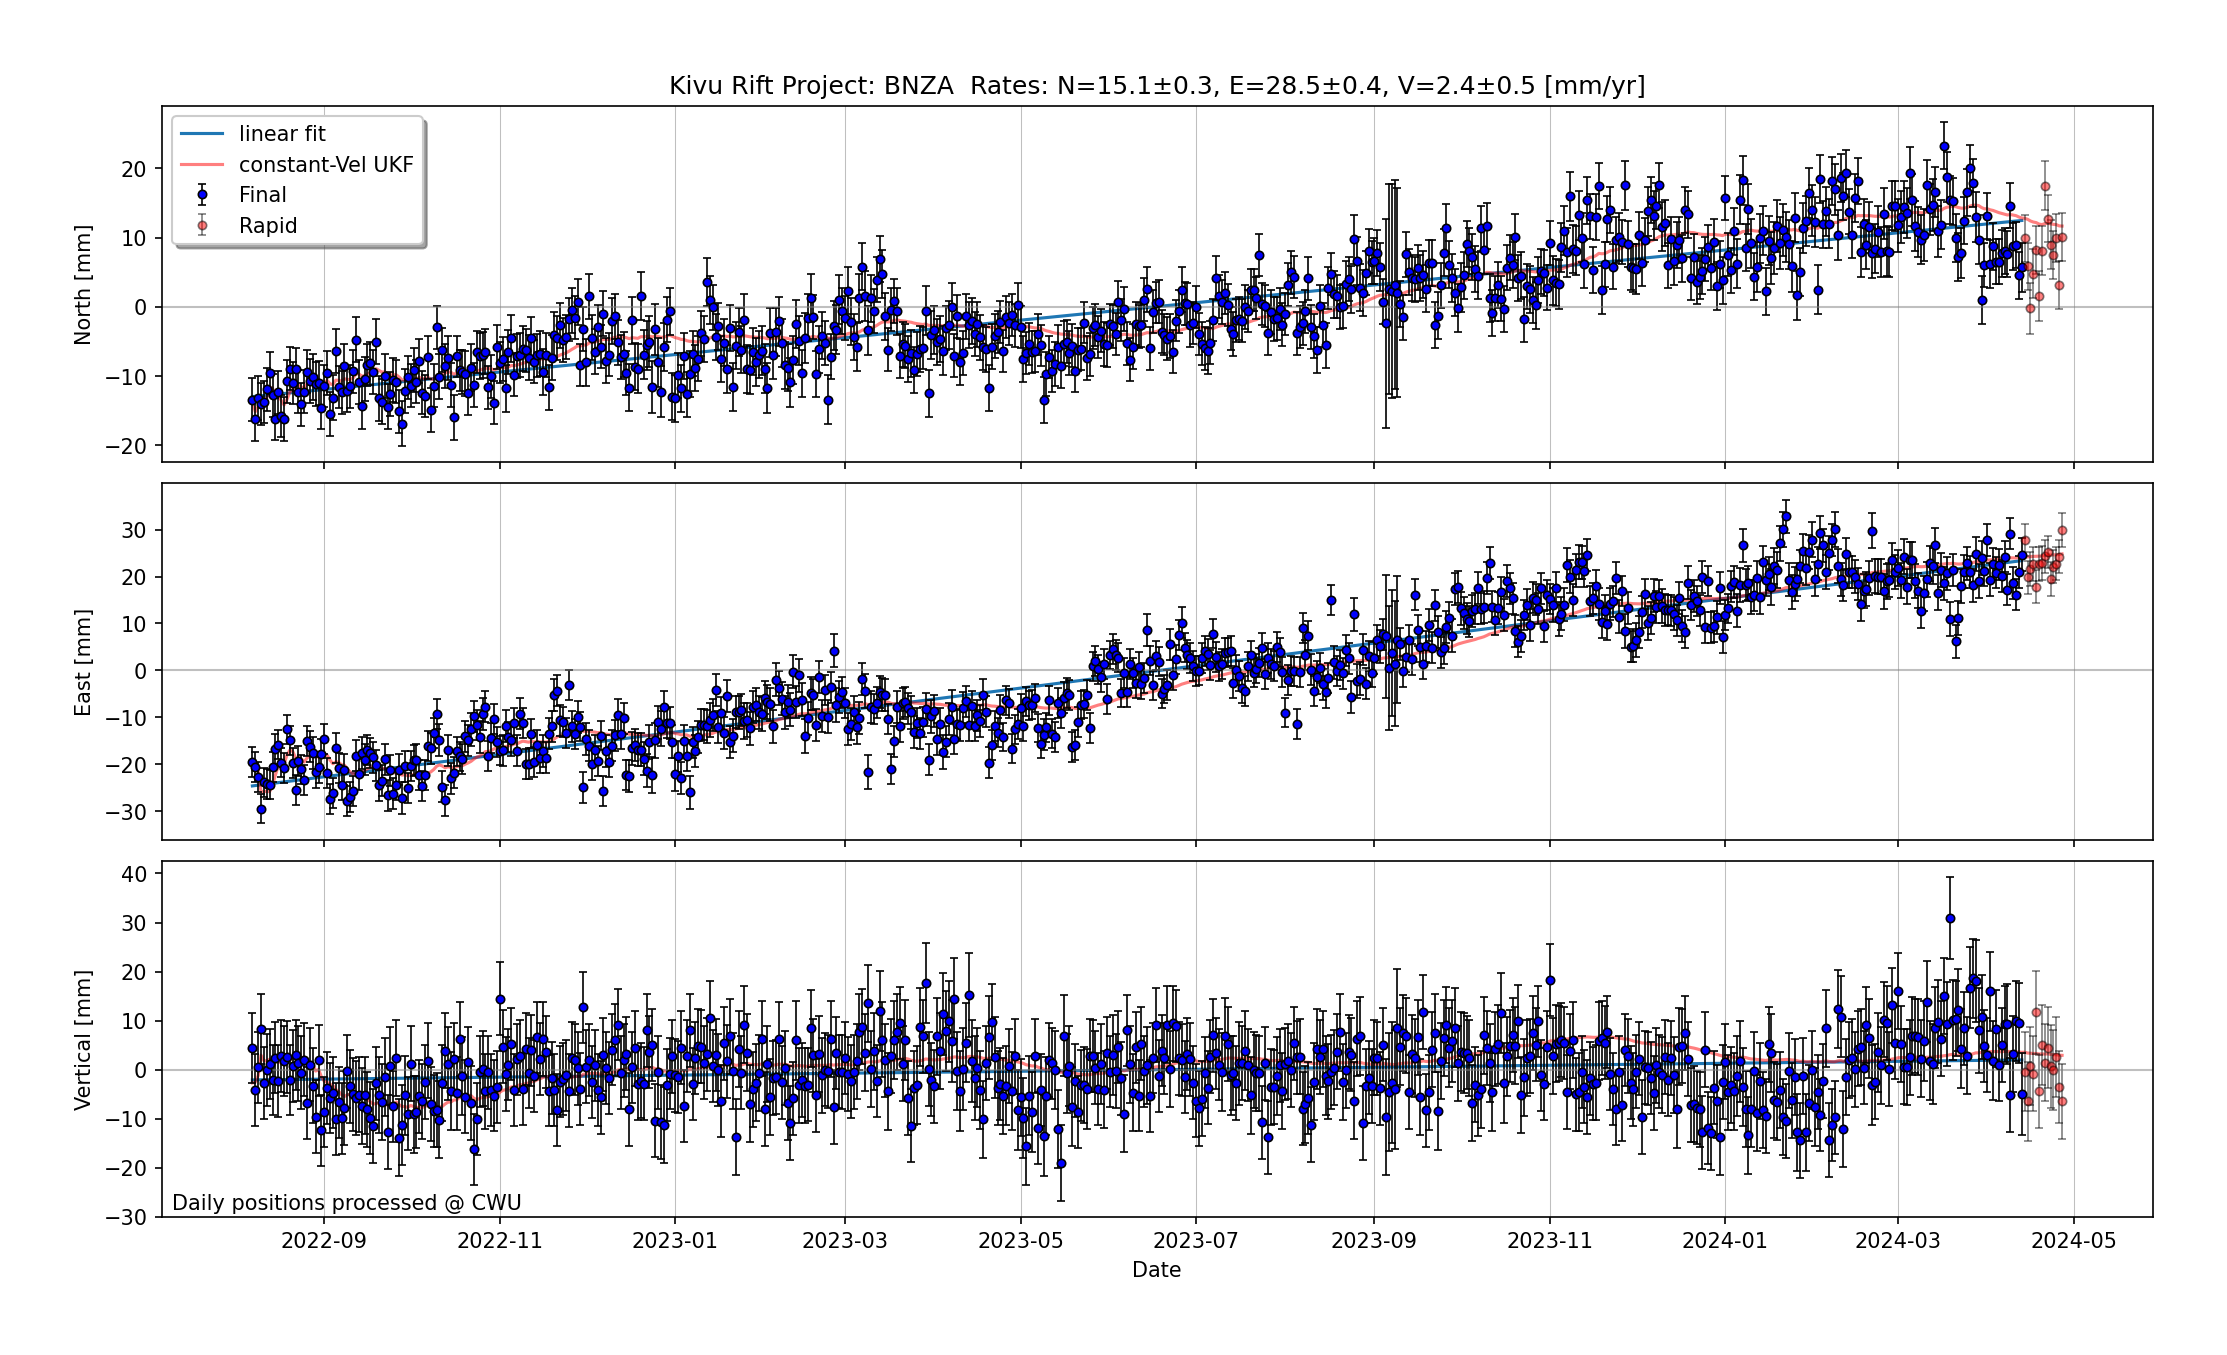 Kivu Rift Project: BNZA  Rates: N=15.1±0.3, E=28.5±0.4, V=2.4±0.5 [mm/yr]
linear fit
constant-Vel UKF
Final
Rapid
North [mm]
20
10
0
−10
−20
East [mm]
30
20
10
0
−10
−20
−30
Vertical [mm]
40
30
20
10
0
−10
−20
−30
Daily positions processed @ CWU
2022-09 2022-11 2023-01 2023-03 2023-05 2023-07 2023-09 2023-11 2024-01 2024-03 2024-05
Date